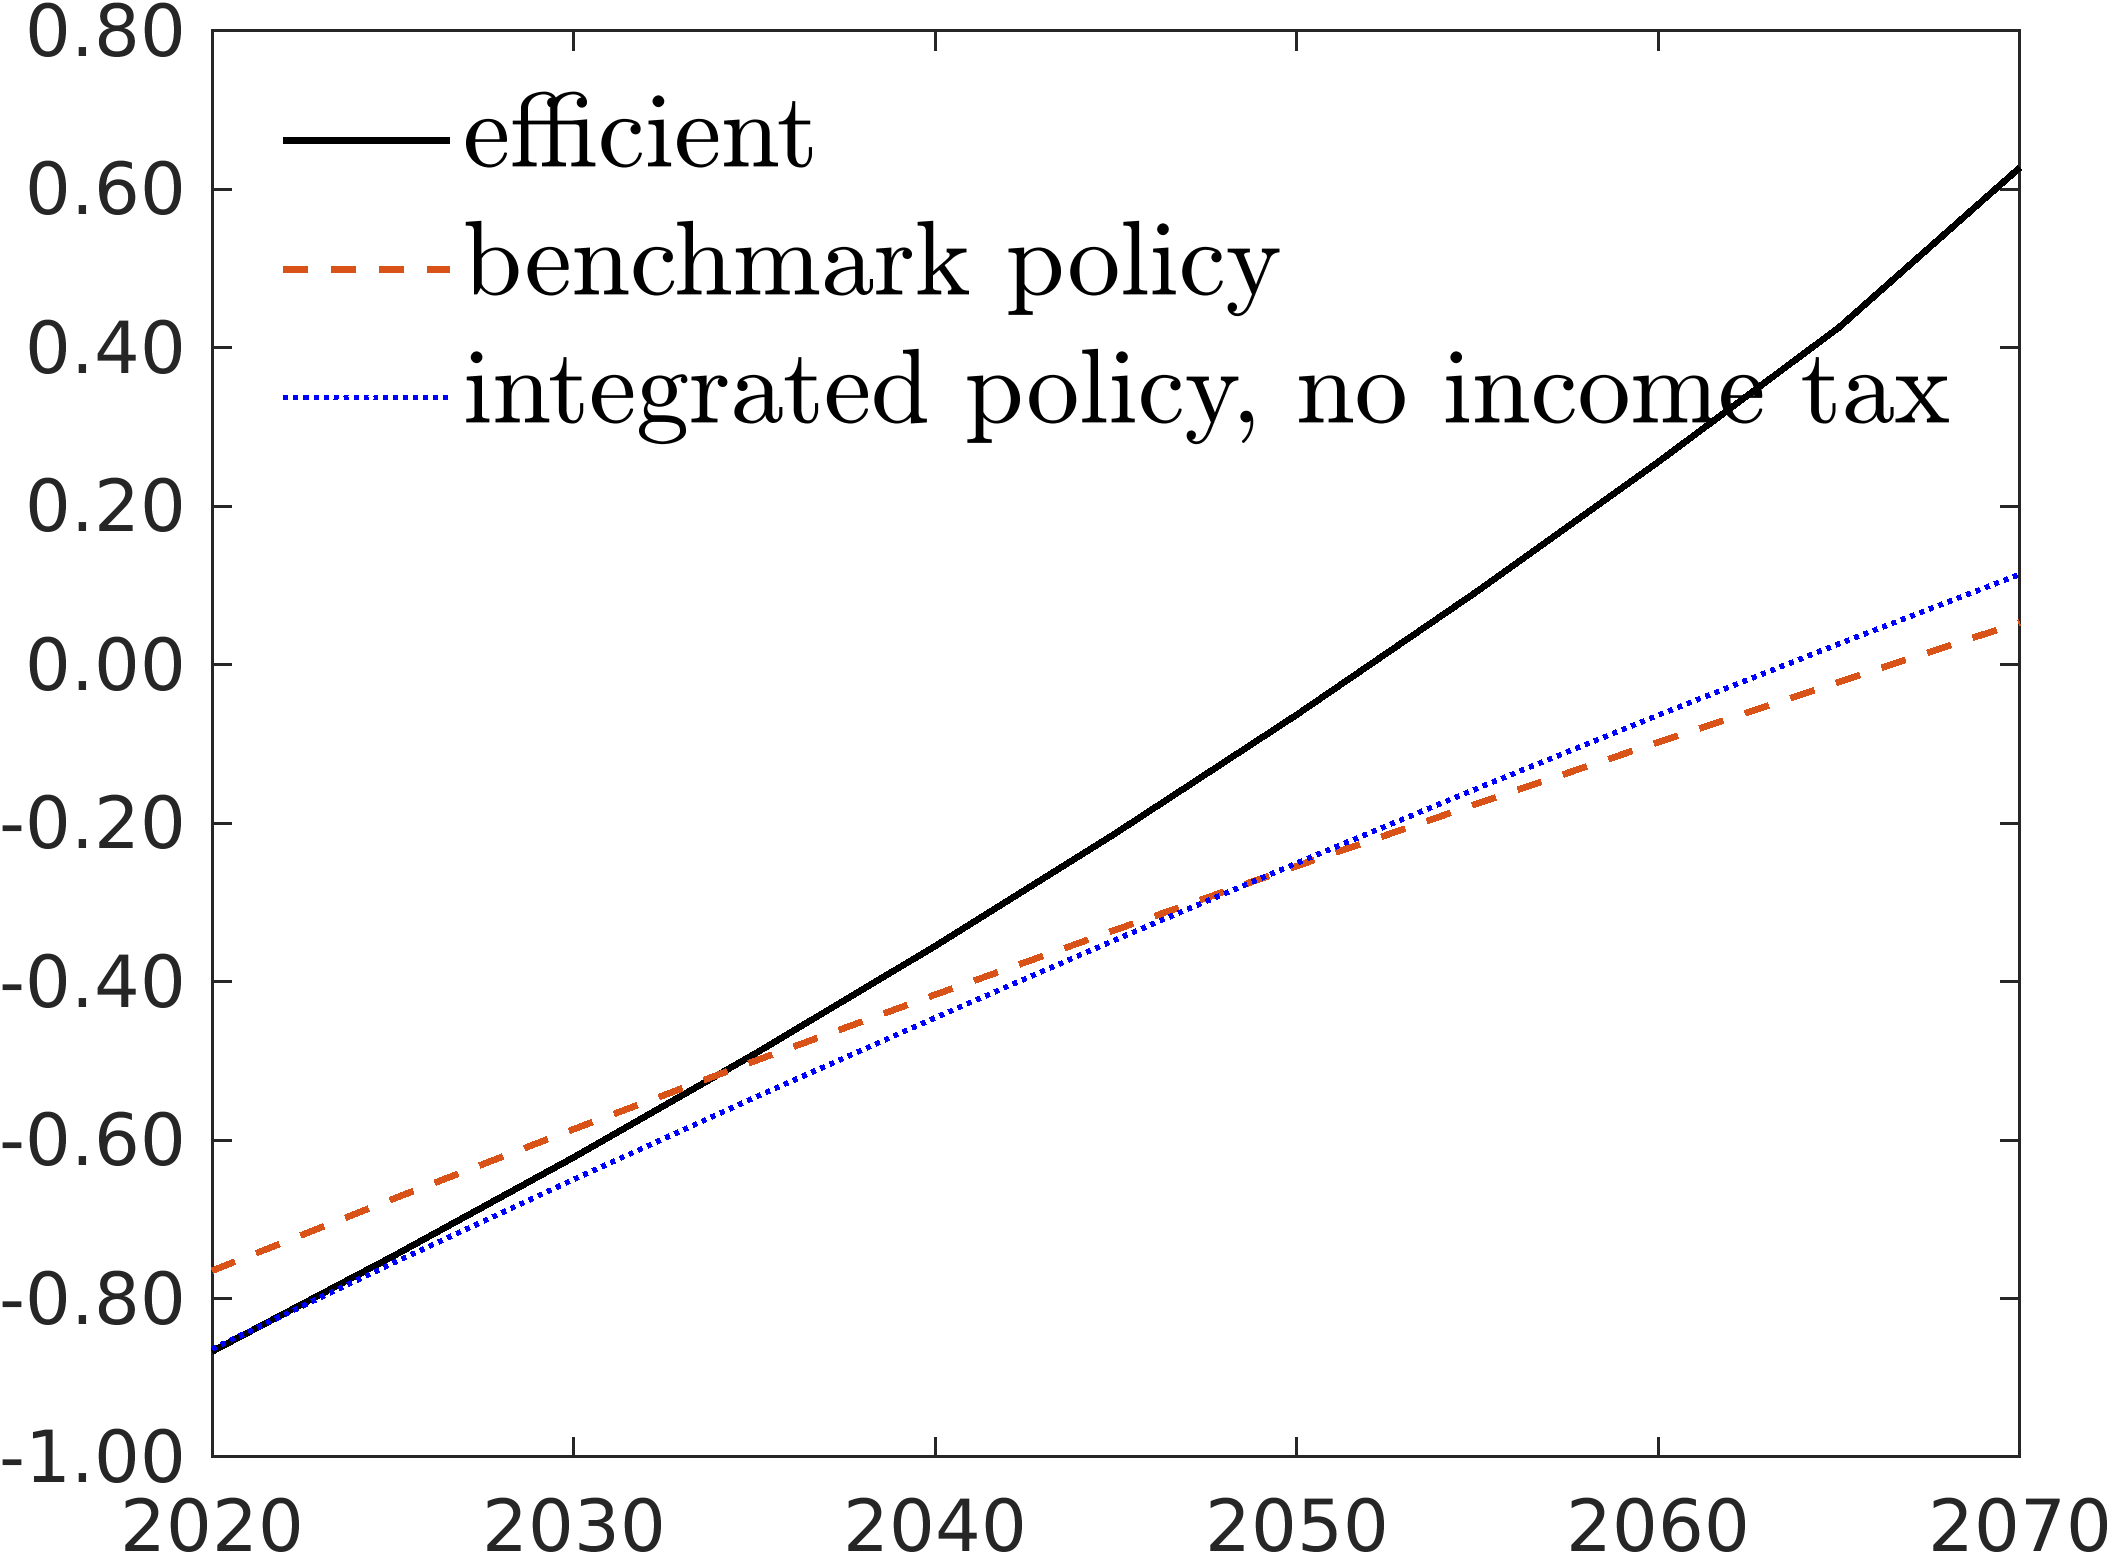 0.80
efficient
0.60
benchmark policy
0.40
integrated policy, no income tax
0.20
0.00
-0.20
-0.40
-0.60
-0.80
-1.00
2020 2030 2040 2050 2060 2070